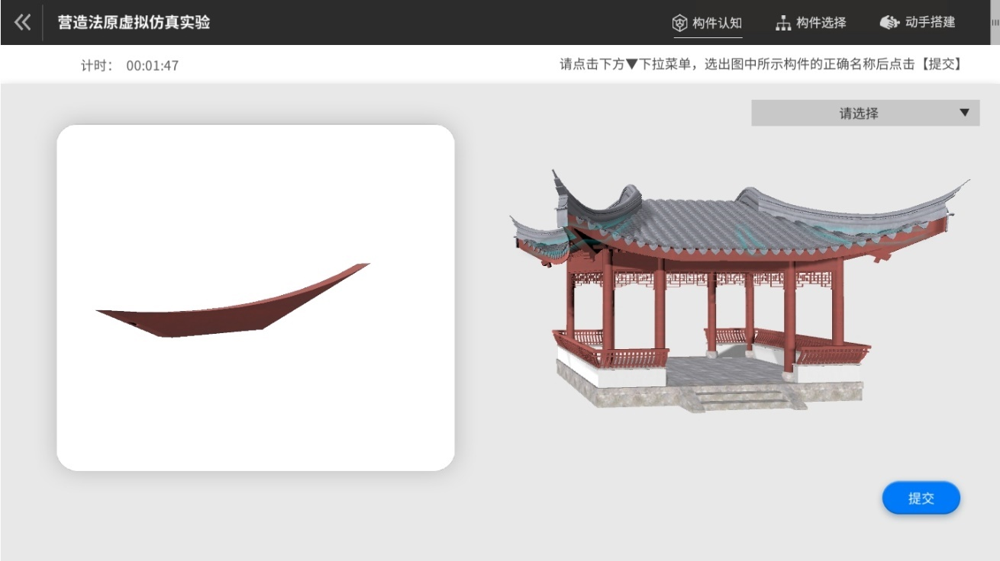 营造法原虚拟仿真实验
构件认知
构件选择
动手搭建
计时： 00:01:47
请点击下方▼下拉菜单，选出图中所示构件的正确名称后点击【提交】
请选择 ▼
提交